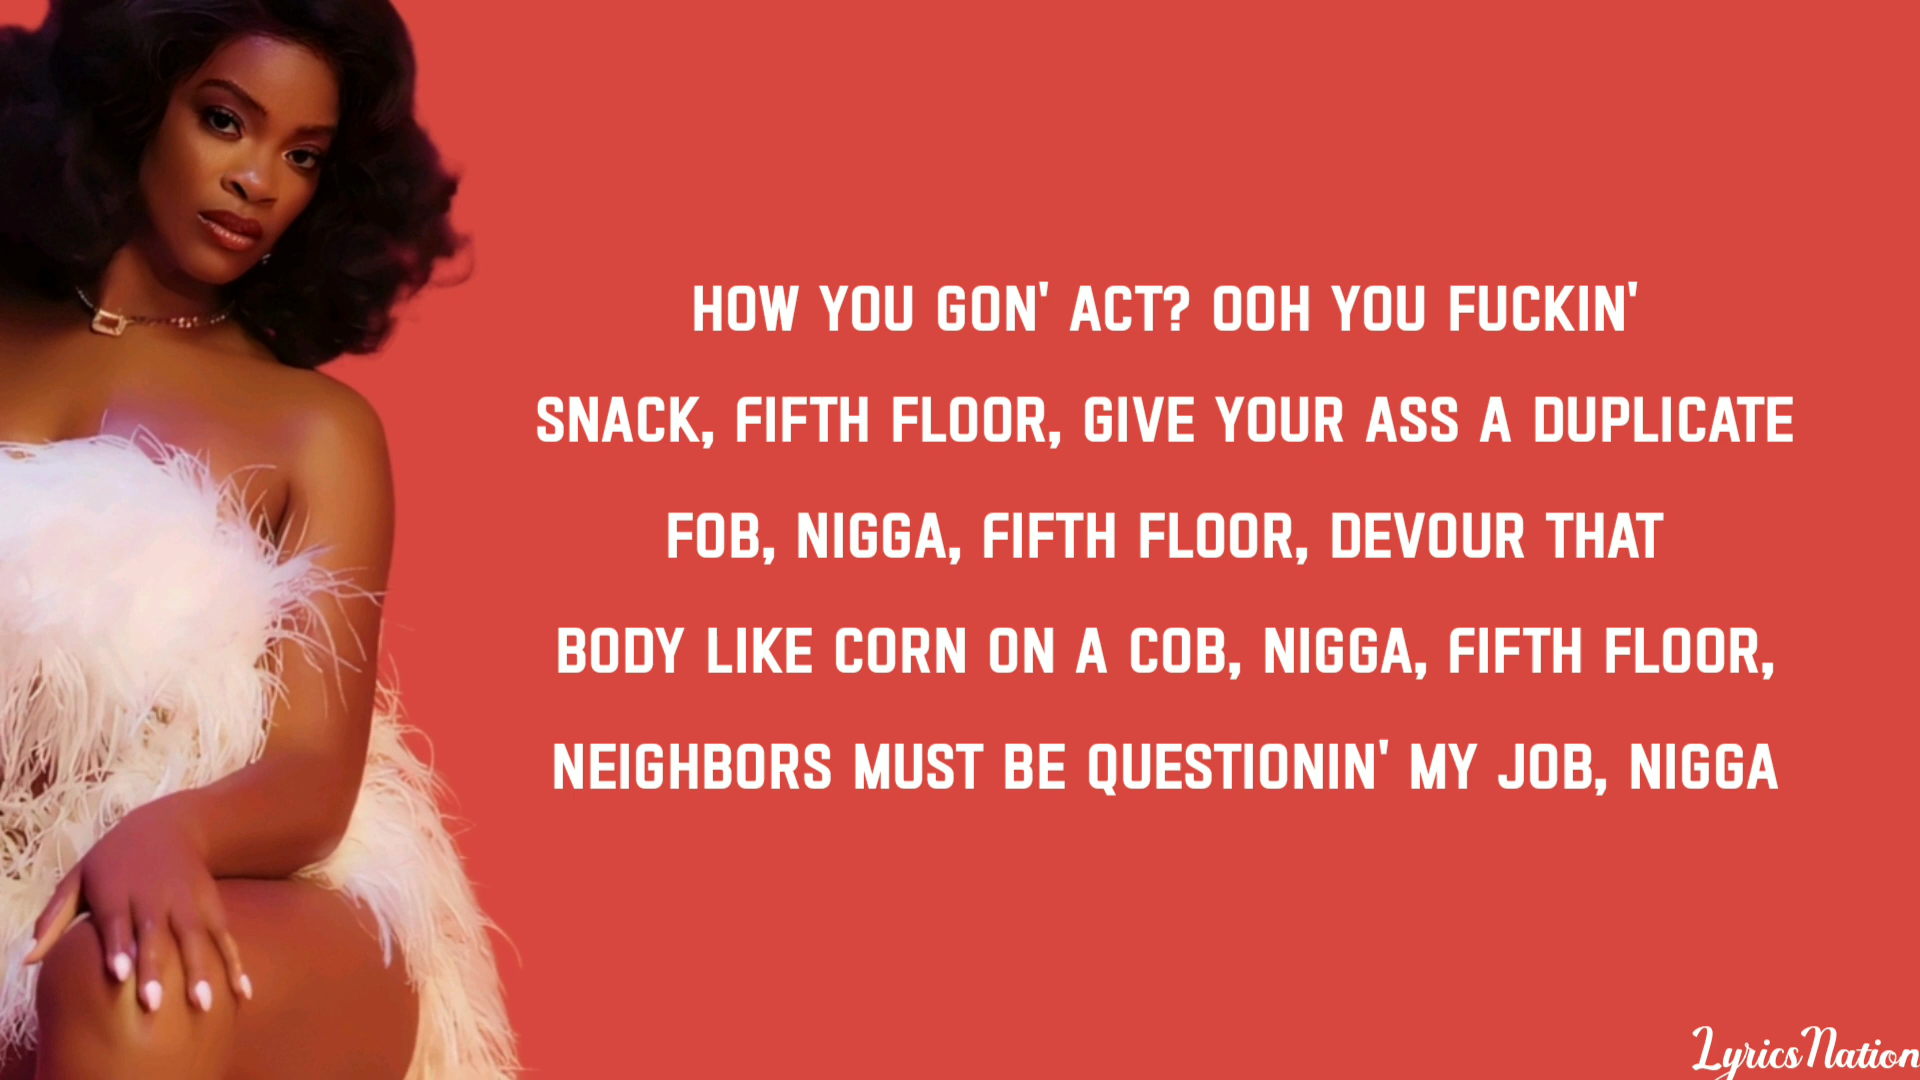 HOW YOU GON' ACT? OOH YOU FUCKIN'
SNACK, FIFTH FLOOR, GIVE YOUR ASS A DUPLICATE
FOB, NIGGA, FIFTH FLOOR, DEVOUR THAT
BODY LIKE CORN ON A COB, NIGGA, FIFTH FLOOR,
NEIGHBORS MUST BE QUESTIONIN' MY JOB, NIGGA
LyricsNation